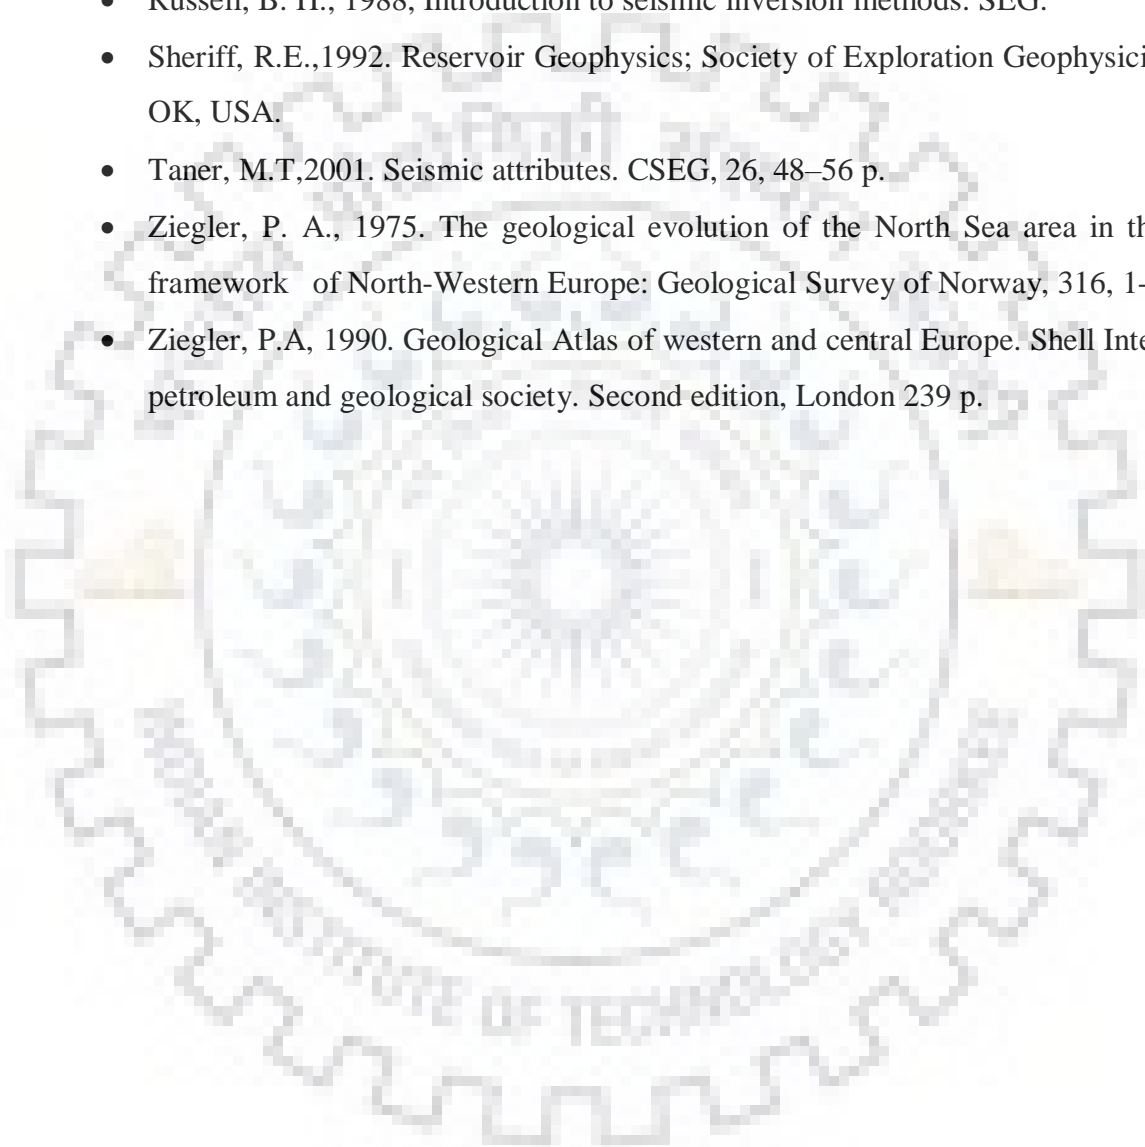 • Russell, B. H., 1988, Introduction to seismic inversion methods. SEG.
• Sheriff, R.E.,1992. Reservoir Geophysics; Society of Exploration
OK, USA.
• Taner, M.T,2001. Seismic attributes. CSEG, 26, 48–56 p.
• Ziegler, P. A., 1975. The geological evolution of the North Sea area in
framework of North-Western Europe: Geological Survey of Norway, 316, 1-
• Ziegler, P.A, 1990. Geological Atlas of western and central Europe. Shell
petroleum and geological society. Second edition, London 239 p.
INSTITUTE OF TECHNOLOGY